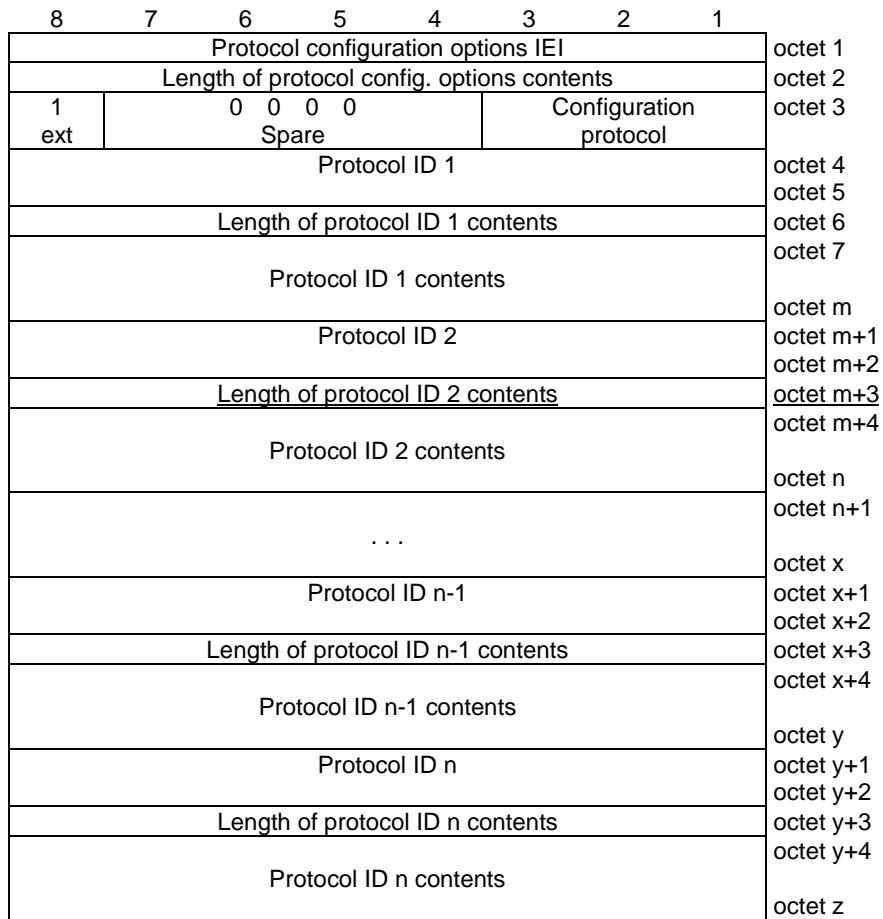 8 7 6 5 4 3 2 1
Protocol configuration options IEI octet 1
Length of protocol config. options contents octet 2
1 0 0 0 0 Configuration octet 3
ext Spare protocol
Protocol ID 1 octet 4
octet 5
Length of protocol ID 1 contents octet 6
octet 7
Protocol ID 1 contents
octet m
Protocol ID 2 octet m+1
octet m+2
Length of protocol ID 2 contents octet m+3
octet m+4
Protocol ID 2 contents
octet n
octet n+1
. . .
octet x
Protocol ID n-1 octet x+1
octet x+2
Length of protocol ID n-1 contents octet x+3
octet x+4
Protocol ID n-1 contents
octet y
Protocol ID n octet y+1
octet y+2
Length of protocol ID n contents octet y+3
octet y+4
Protocol ID n contents
octet z